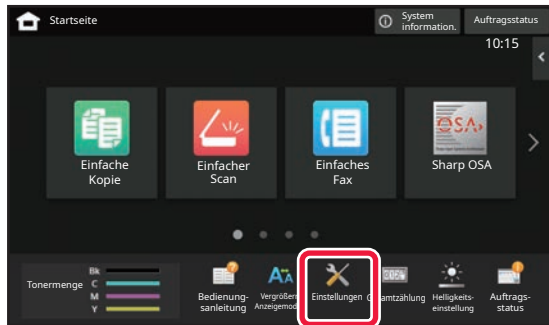 Startseite
System
information.
Auftragsstatus
10:15
Einfache
Kopie
Einfacher
Scan
Einfaches
Fax
Sharp OSA
Tonermenge
Bk
C
M
Y
Bedienung-
sanleitung
Vergrößern
Anzeigemod
Einstellungen
amtzählung
Helligkeits-
einstellung
Auftrags-
status